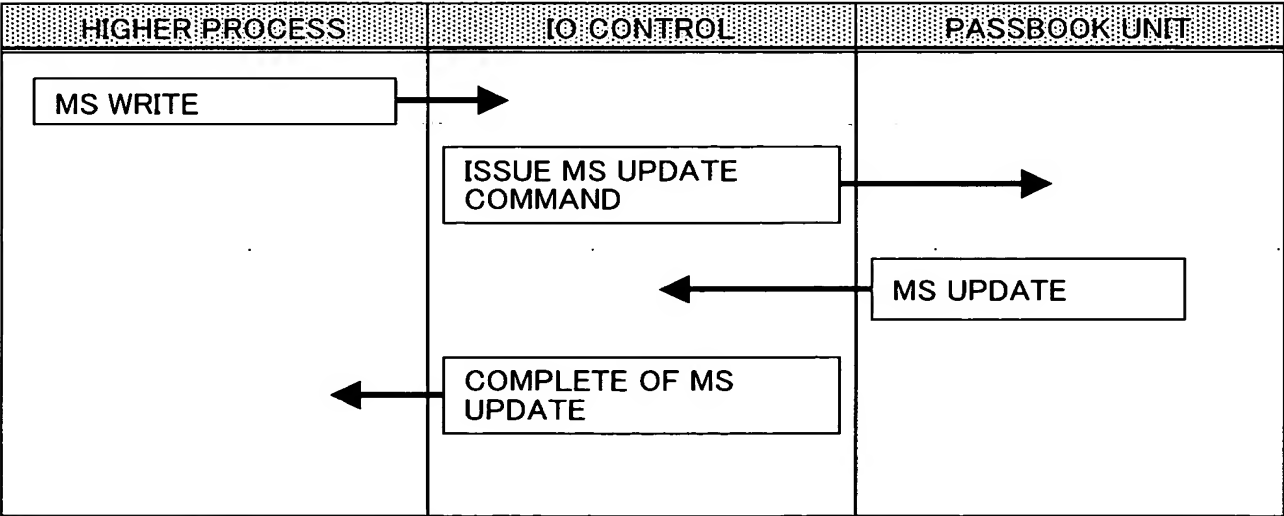 HIGHER PROCESS
IO CONTROL
PASSBOOK UNIT
MS WRITE
ISSUE MS UPDATE
COMMAND
MS UPDATE
COMPLETE OF MS
UPDATE